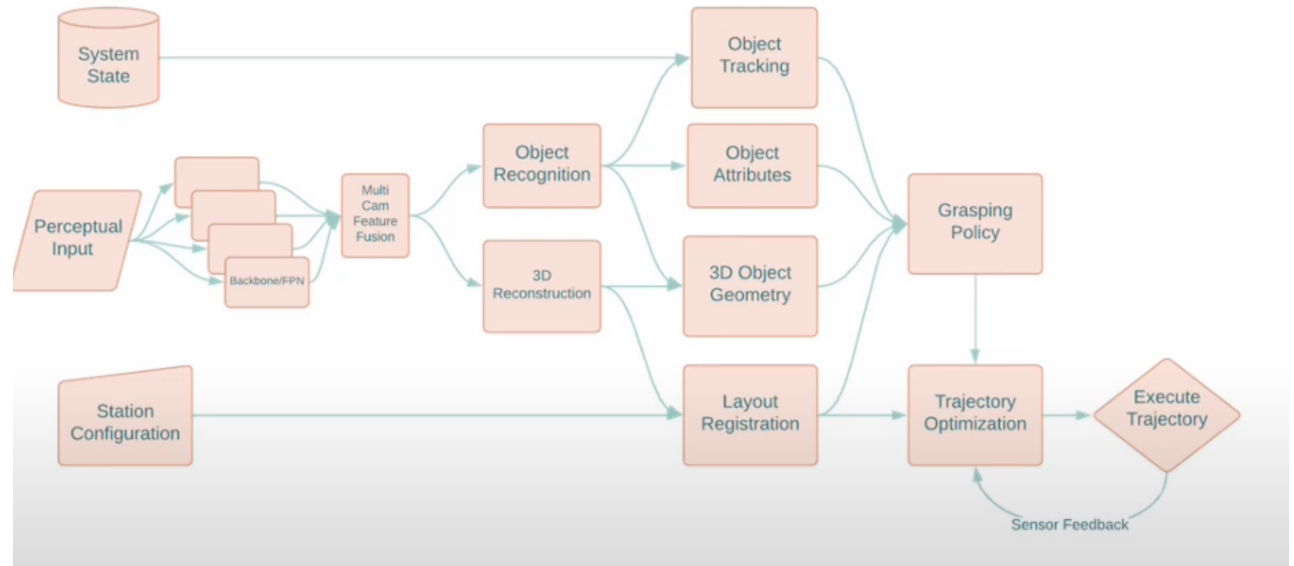 System
State
Object
Tracking
Perceptual
Input
Backbone/FPN
Multi
Cam
Feature
Fusion
Object
Recognition
3D
Reconstruction
Object
Attributes
3D Object
Geometry
Grasping
Policy
Station
Configuration
Layout
Registration
Trajectory
Optimization
Execute
Trajectory
Sensor Feedback